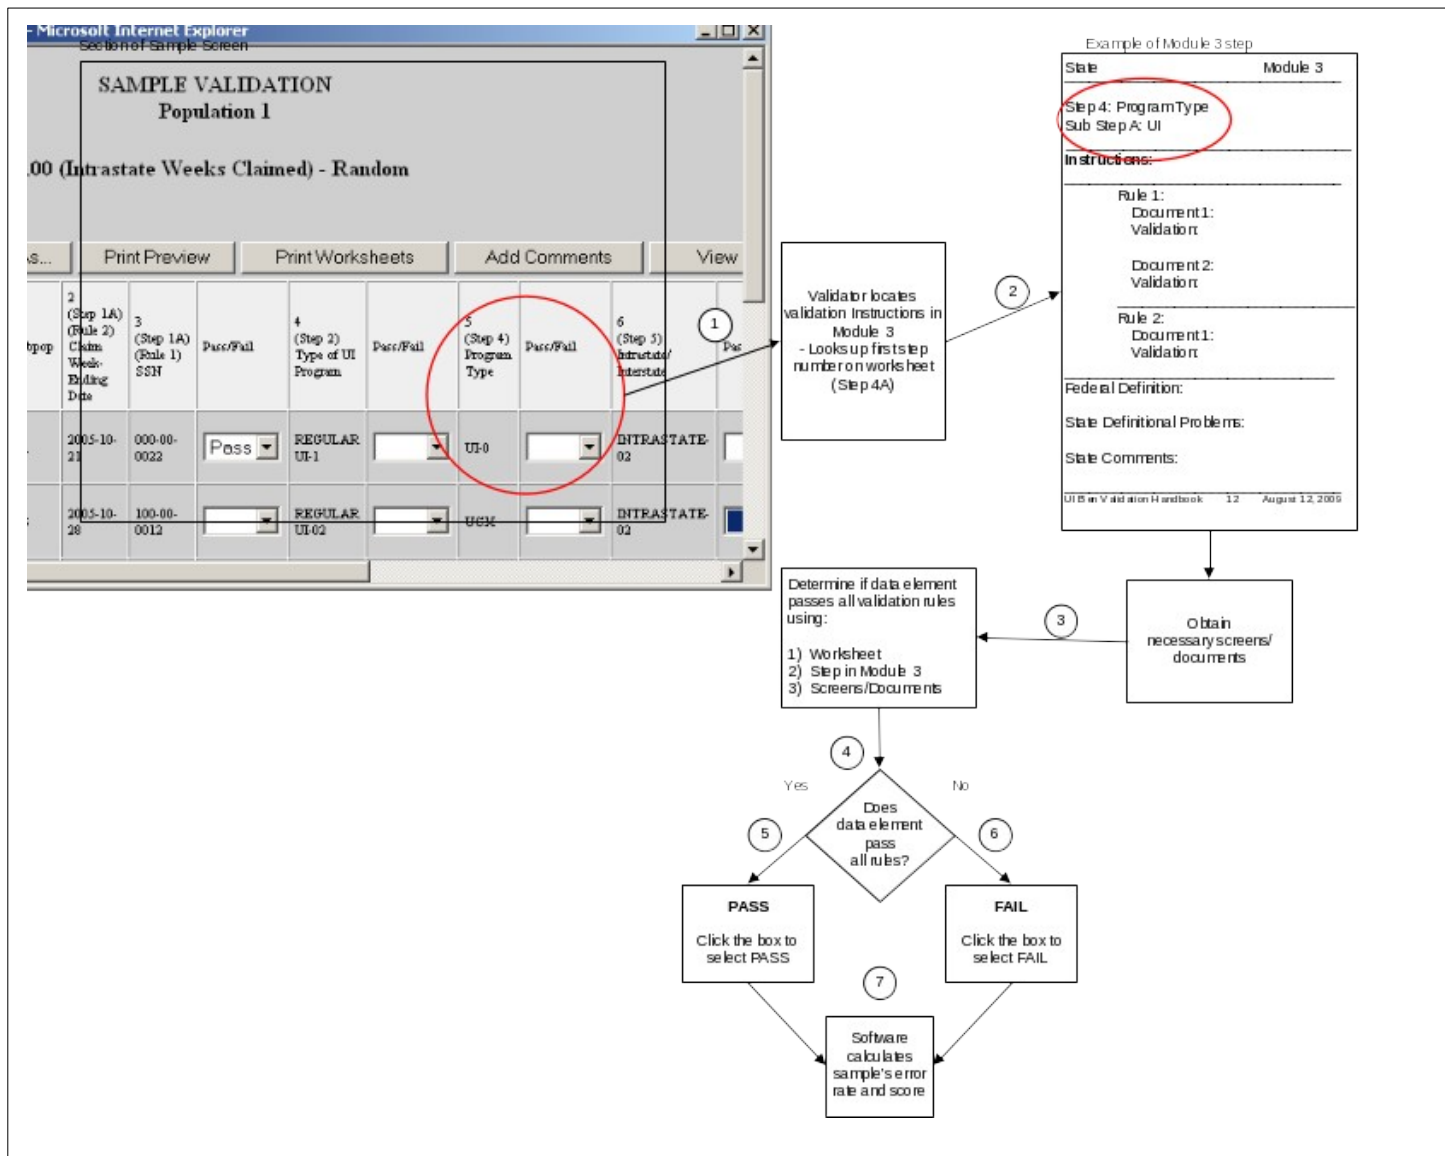 - Microsoft Internet Explorer
Section of Sample Screen
SAMPLE VALIDATION
Population 1
.00 (Intrastate Weeks Claimed) - Random
As...
Print Preview
Print Worksheets
Add Comments
View
bpop
2
(Step 1A)
(Rule 2)
Claim
Week-
Ending
Date
3
(Step 1A)
(Rule 1)
SSN
Pass/Fail
4
(Step 2)
Type of UI
Program
Pass/Fail
5
(Step 4)
Program
Type
Pass/Fail
6
(Step 5)
Intrastate/
Interstate
Pas
2005-10-
21
000-00-
0022
Pass
REGULAR
UI-1
UI-0
INTRASTATE-
02
2005-10-
28
100-00-
0012
REGULAR
UI-02
INTRASTATE-
02
1
Validator locates
validation Instructions in
Module 3
- Looks up first step
number on worksheet
(Step 4A)
2
Example of Module 3 step
State Module 3
Step 4: Program Type
Sub Step A: UI
Instructions:
Rule 1:
Document 1:
Validation:
Document 2:
Validation:
Rule 2:
Document 1:
Validation:
Federal Definition:
State Definitional Problems:
State Comments:
UI Ben Validation Handbook 12 August 12, 2009
Obtain
necessary screens/
documents
3
Determine if data element
passes all validation rules
using:
1) Worksheet
2) Step in Module 3
3) Screens/Documents
4
Yes
No
Does
data element
pass
all rules?
5
6
PASS
Click the box to
select PASS
FAIL
Click the box to
select FAIL
7
Software
calculates
sample's error
rate and score